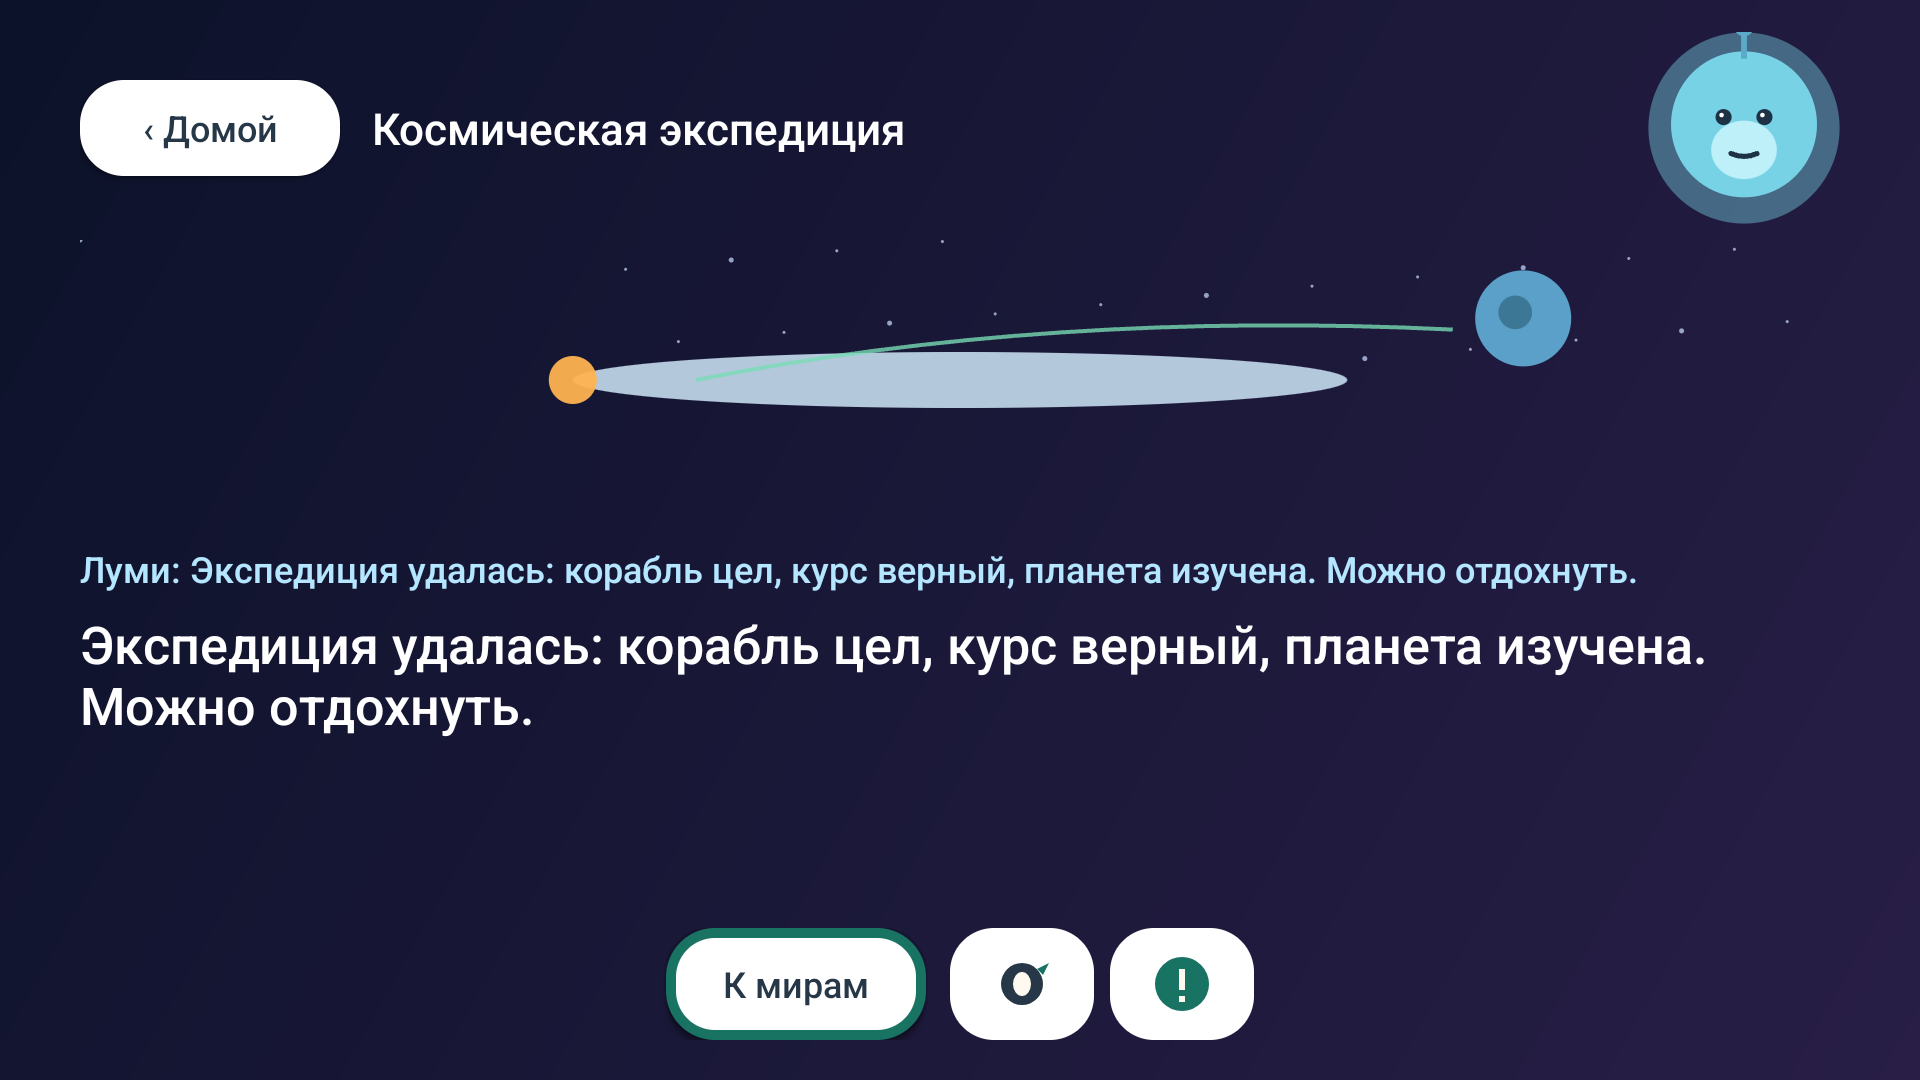 ‹ Домой
Космическая экспедиция
Луми: Экспедиция удалась: корабль цел, курс верный, планета изучена. Можно отдохнуть.
Экспедиция удалась: корабль цел, курс верный, планета изучена.
Можно отдохнуть.
К мирам